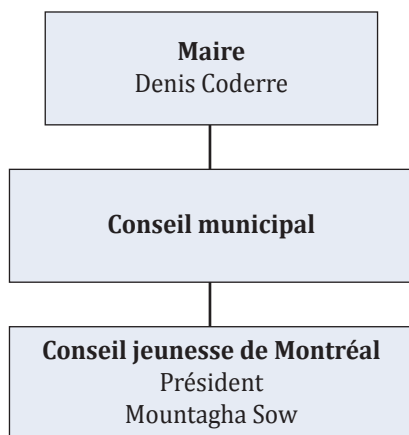 Maire
Denis Coderre
Conseil municipal
Conseil jeunesse de Montréal
Président
Mountagha Sow